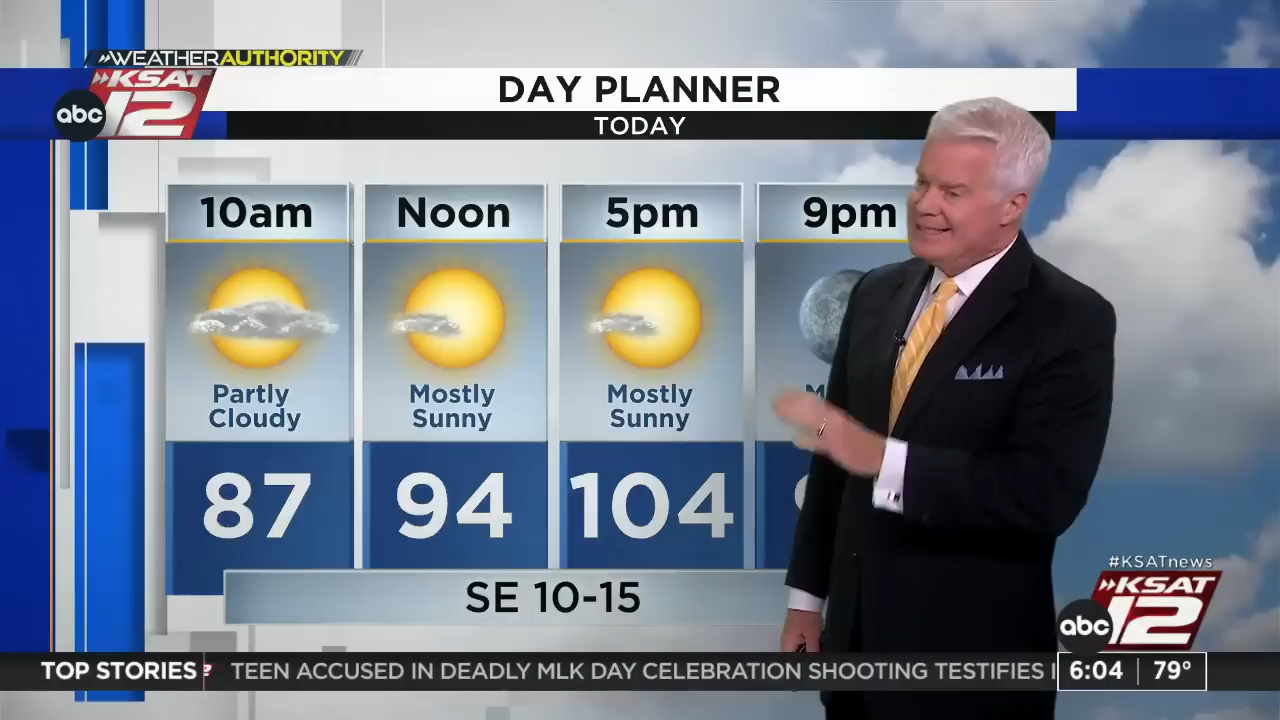 WEATHERAUTHORITY
KSAT
abc 12
DAY PLANNER
TODAY
10am
Noon
5pm
9pm
Partly
Cloudy
Mostly
Sunny
Mostly
Sunny
87
94
104
SE 10-15
#KSATnews
KSAT
abc 12
TOP STORIES
TEEN ACCUSED IN DEADLY MLK DAY CELEBRATION SHOOTING TESTIFIES
6:04
79°